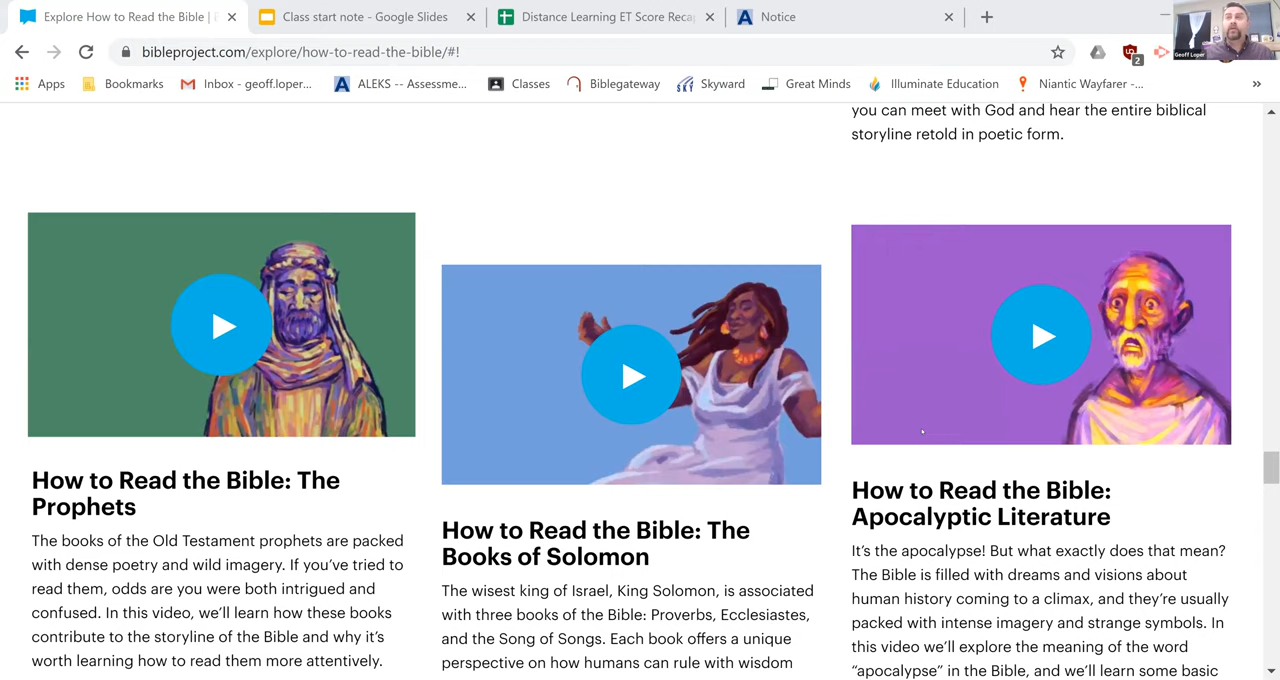 Explore How to Read the Bible |
Class start note - Google Slides
Distance Learning ET Score Reca
Notice
bibleproject.com/explore/how-to-read-the-bible/#!
2
Geoff Loper
Apps
Bookmarks
Inbox - geoff.loper...
ALEKS -- Assessme...
Classes
Biblegateway
Skyward
Great Minds
Illuminate Education
Niantic Wayfarer -...
»
you can meet with God and hear the entire biblical
storyline retold in poetic form.
How to Read the Bible: The
Prophets
The books of the Old Testament prophets are packed
with dense poetry and wild imagery. If you’ve tried to
read them, odds are you were both intrigued and
confused. In this video, we’ll learn how these books
contribute to the storyline of the Bible and why it’s
worth learning how to read them more attentively.
How to Read the Bible: The
Books of Solomon
The wisest king of Israel, King Solomon, is associated
with three books of the Bible: Proverbs, Ecclesiastes,
and the Song of Songs. Each book offers a unique
perspective on how humans can rule with wisdom
How to Read the Bible:
Apocalyptic Literature
It’s the apocalypse! But what exactly does that mean?
The Bible is filled with dreams and visions about
human history coming to a climax, and they’re usually
packed with intense imagery and strange symbols. In
this video we’ll explore the meaning of the word
“apocalypse” in the Bible, and we’ll learn some basic